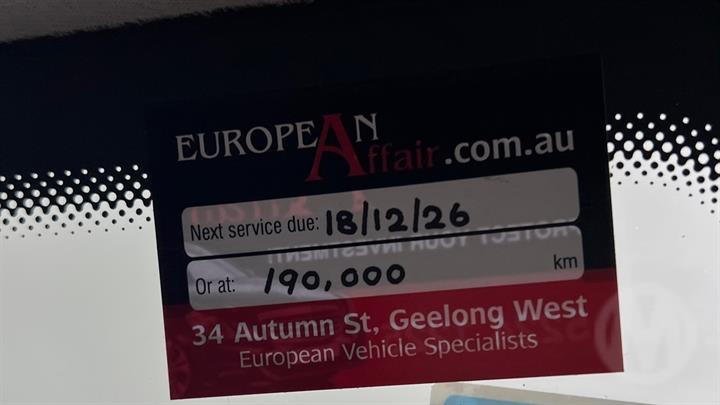 EUROPEAN
Affair.com.au
Next service due: 18/12/26
Or at: 190,000 km
34 Autumn St, Geelong West
European Vehicle Specialists